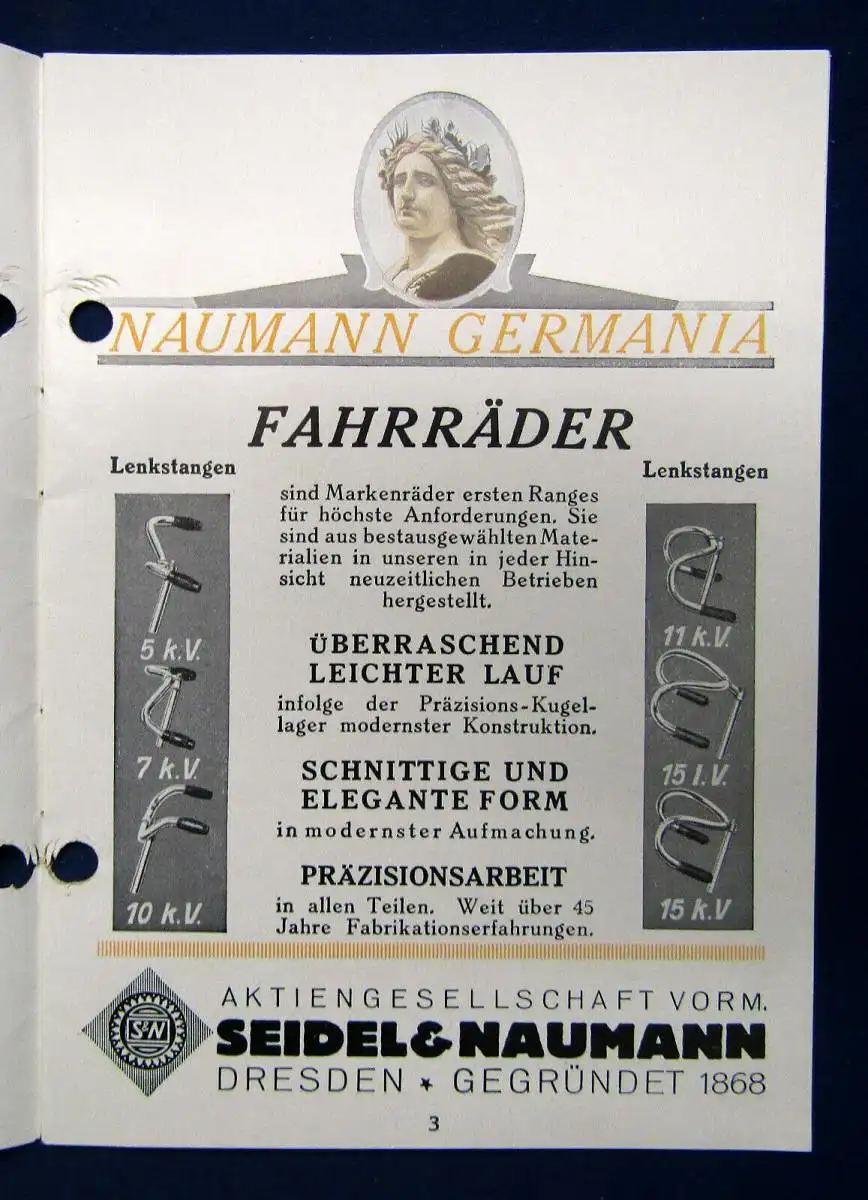 NAUMANN GERMANIA
FAHRRÄDER
Lenkstangen
5 k.V.
7 k.V.
10 k.V.
sind Markenräder ersten Ranges
für höchste Anforderungen. Sie
sind aus bestausgewählten Mate-
rialien in unseren in jeder Hin-
sicht neuzeitlichen Betrieben
hergestellt.
ÜBERRASCHEND
LEICHTER LAUF
infolge der Präzisions-Kugel-
lager modernster Konstruktion.
SCHNITTIGE UND
ELEGANTE FORM
in modernster Aufmachung.
PRÄZISIONSARBEIT
in allen Teilen. Weit über 45
Jahre Fabrikationserfahrungen.
Lenkstangen
11 k.V.
15 l.V.
15 k.V
S&N
AKTIENGESELLSCHAFT VORM.
SEIDEL & NAUMANN
DRESDEN ★ GEGRÜNDET 1868
3